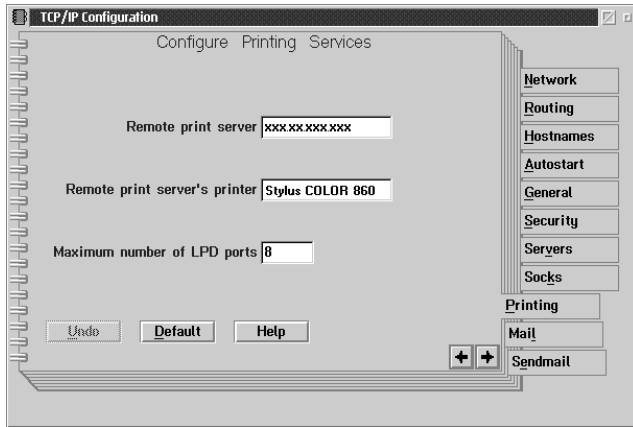 TCP/IP Configuration
Configure Printing Services
Remote print server xxx.xx.xxx.xxx
Remote print server's printer Stylus COLOR 860
Maximum number of LPD ports 8
Undo Default Help
Network
Routing
Hostnames
Autostart
General
Security
Servers
Socks
Printing
Mail
Sendmail